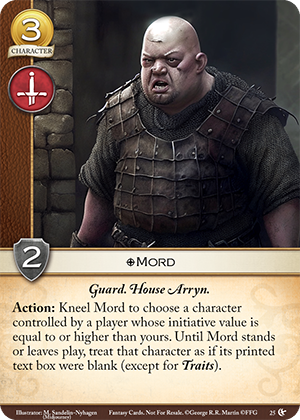 3
CHARACTER
2
MORD
Guard. House Arryn.
Action: Kneel Mord to choose a character
controlled by a player whose initiative value is
equal to or higher than yours. Until Mord stands
or leaves play, treat that character as if its printed
text box were blank (except for Traits).
Illustrator: M. Sandelin-Nyhagen Fantasy Cards. Not For Resale. ©George R.R. Martin ©FFG 25
(Midjourney)